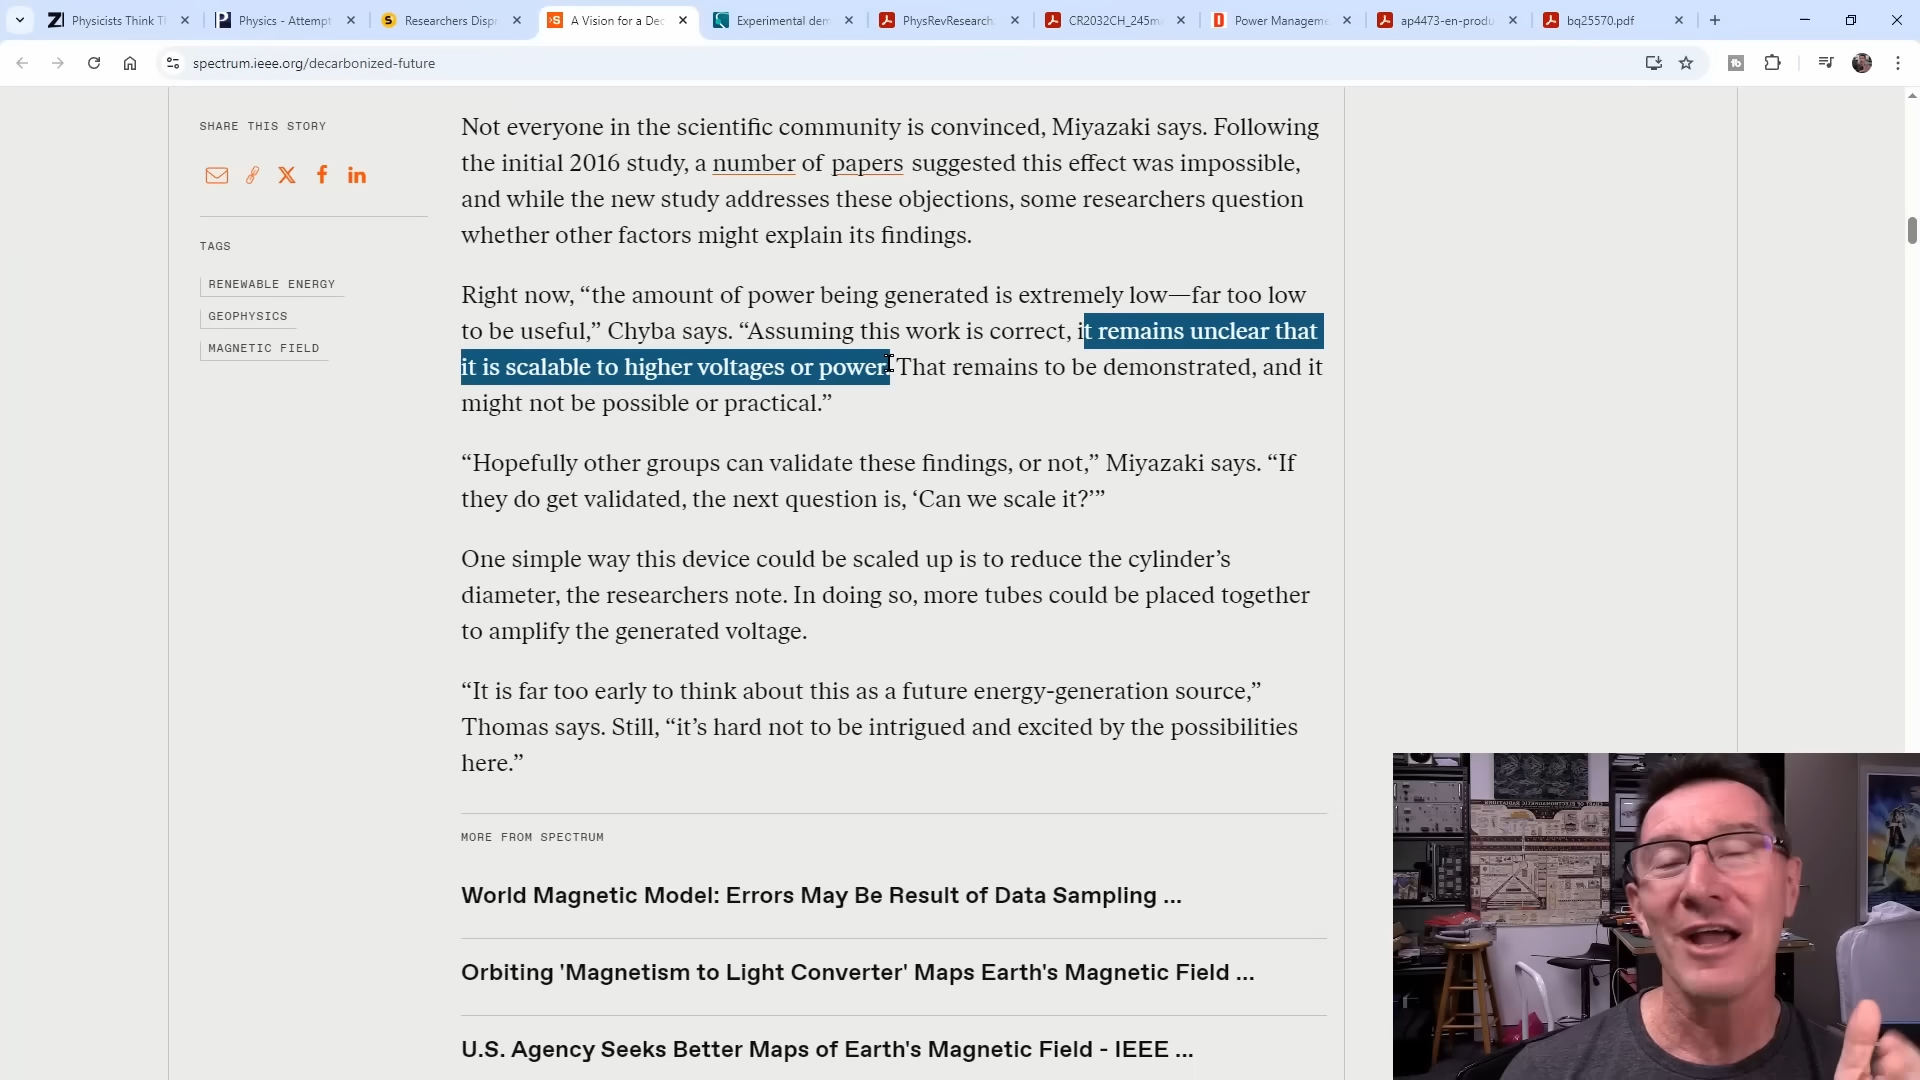 Physicists Think T
Physics - Attempt
Researchers Disp
A Vision for a Dec
Experimental dem
PhysRevResearch.
CR2032CH_245m
Power Manageme
ap4473-en-produ
bq25570.pdf
spectrum.ieee.org/decarbonized-future
SHARE THIS STORY
TAGS
RENEWABLE ENERGY
GEOPHYSICS
MAGNETIC FIELD
Not everyone in the scientific community is convinced, Miyazaki says. Following
the initial 2016 study, a number of papers suggested this effect was impossible,
and while the new study addresses these objections, some researchers question
whether other factors might explain its findings.
Right now, “the amount of power being generated is extremely low—far too low
to be useful,” Chyba says. “Assuming this work is correct, it remains unclear that
it is scalable to higher voltages or power. That remains to be demonstrated, and it
might not be possible or practical.”
“Hopefully other groups can validate these findings, or not,” Miyazaki says. “If
they do get validated, the next question is, ‘Can we scale it?’”
One simple way this device could be scaled up is to reduce the cylinder’s
diameter, the researchers note. In doing so, more tubes could be placed together
to amplify the generated voltage.
“It is far too early to think about this as a future energy-generation source,”
Thomas says. Still, “it’s hard not to be intrigued and excited by the possibilities
here.”
MORE FROM SPECTRUM
World Magnetic Model: Errors May Be Result of Data Sampling ...
Orbiting 'Magnetism to Light Converter' Maps Earth's Magnetic Field ...
U.S. Agency Seeks Better Maps of Earth's Magnetic Field - IEEE ...